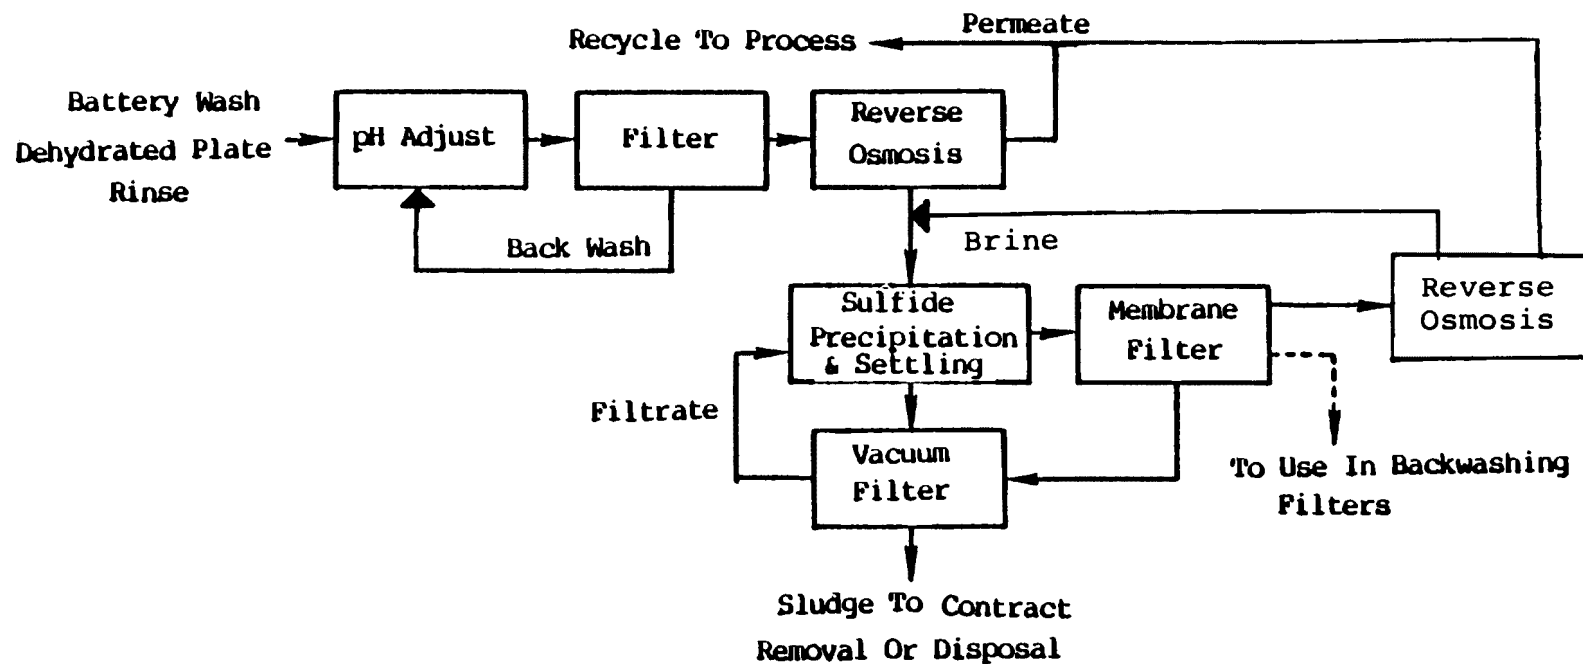 Permeate
Recycle To Process
Battery Wash
Dehydrated Plate
Rinse
pH Adjust
Filter
Reverse
Osmosis
Back Wash
Brine
Sulfide
Precipitation
& Settling
Membrane
Filter
Reverse
Osmosis
Filtrate
Vacuum
Filter
To Use In Backwashing
Filters
Sludge To Contract
Removal Or Disposal